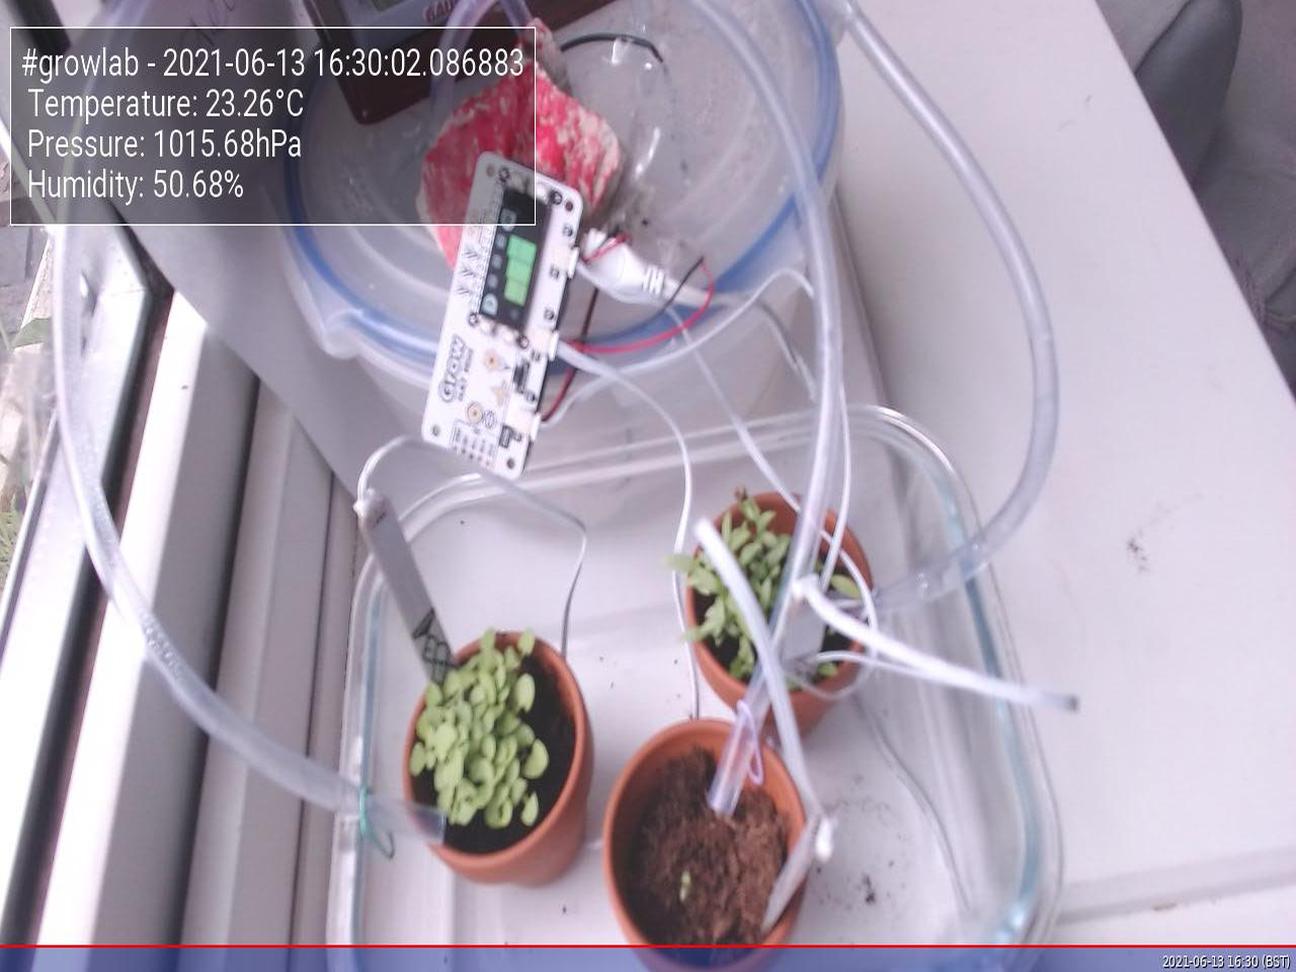 #growlab - 2021-06-13 16:30:02.086883
Temperature: 23.26°C
Pressure: 1015.68hPa
Humidity: 50.68%
GROW
2021-06-13 16:30 (BST)